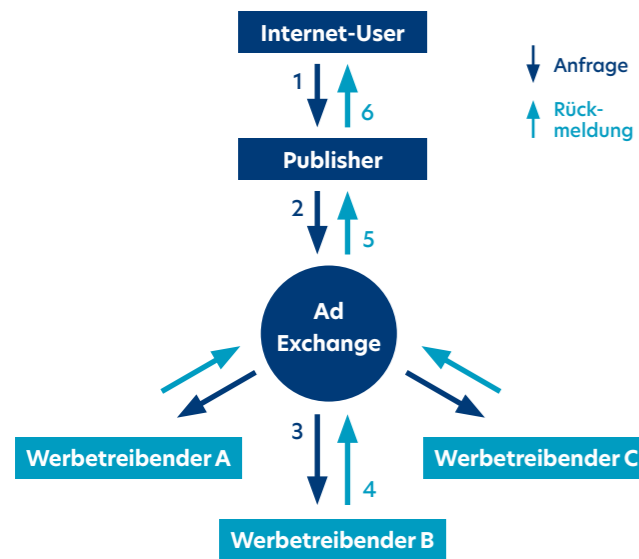 Internet-User
Anfrage
1
6
Rück-
meldung
Publisher
2
5
Ad
Exchange
3
4
Werbetreibender A
Werbetreibender C
Werbetreibender B